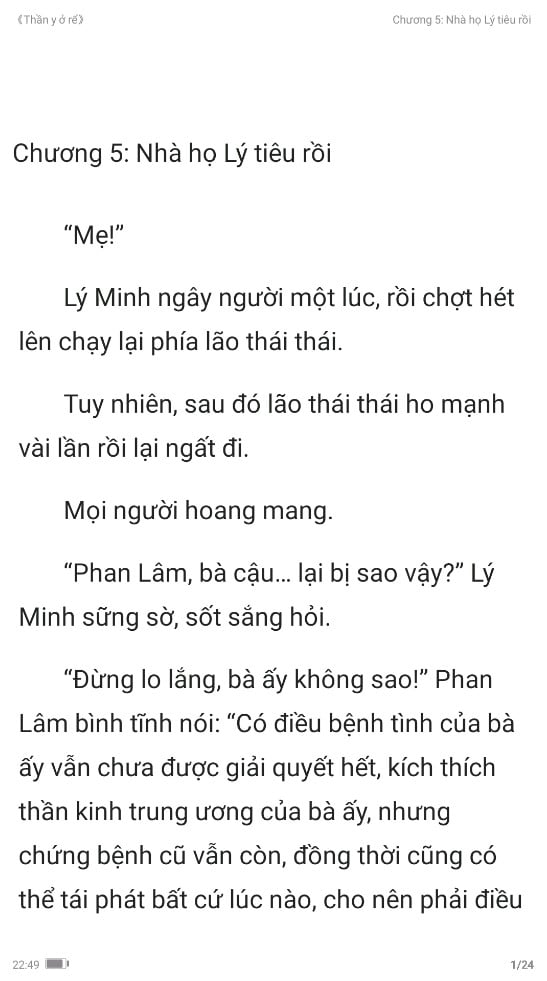 《Thần y ở rể》
Chương 5: Nhà họ Lý tiêu rồi
Chương 5: Nhà họ Lý tiêu rồi
“Mẹ!”
Lý Minh ngây người một lúc, rồi chợt hét
lên chạy lại phía lão thái thái.
Tuy nhiên, sau đó lão thái thái ho mạnh
vài lần rồi lại ngất đi.
Mọi người hoang mang.
“Phan Lâm, bà cậu... lại bị sao vậy?” Lý
Minh sững sờ, sốt sắng hỏi.
“Đừng lo lắng, bà ấy không sao!” Phan
Lâm bình tĩnh nói: “Có điều bệnh tình của bà
ấy vẫn chưa được giải quyết hết, kích thích
thần kinh trung ương của bà ấy, nhưng
chứng bệnh cũ vẫn còn, đồng thời cũng có
thể tái phát bất cứ lúc nào, cho nên phải điều
22:49
1/24